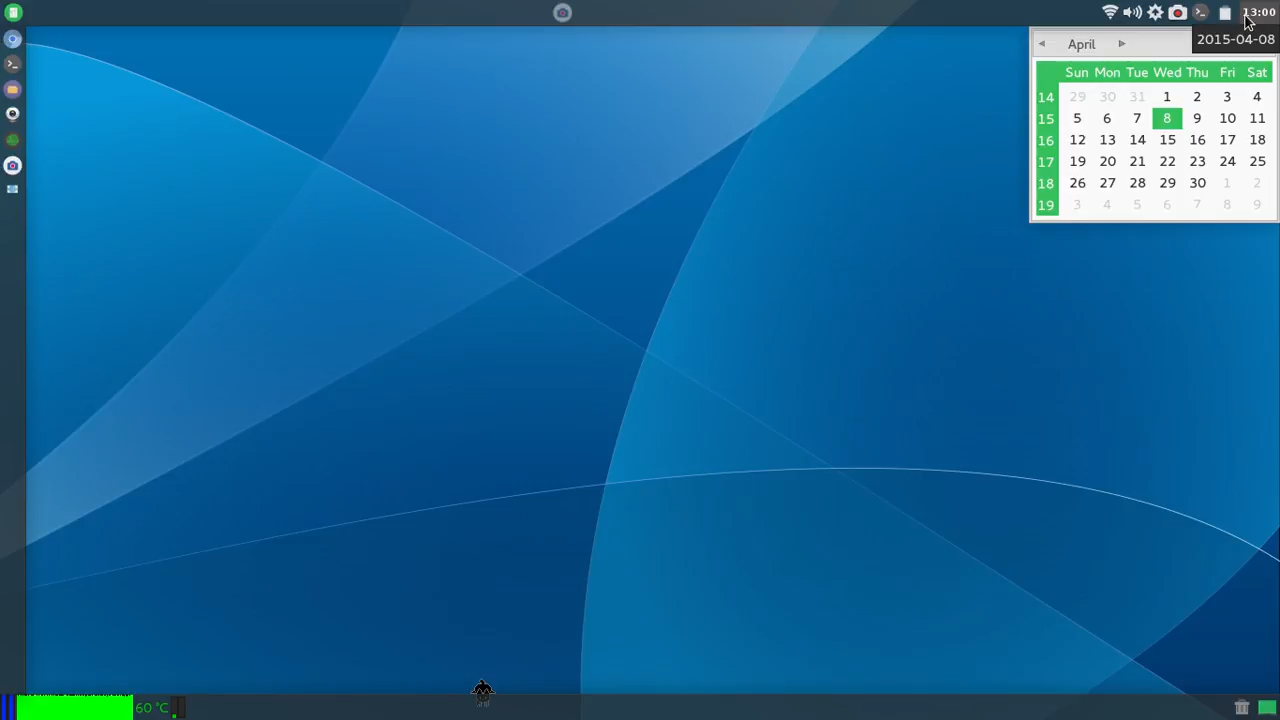 13:00
2015-04-08
April
Sun Mon Tue Wed Thu Fri Sat
14 29 30 31 1 2 3 4
15 5 6 7 8 9 10 11
16 12 13 14 15 16 17 18
17 19 20 21 22 23 24 25
18 26 27 28 29 30 1 2
19 3 4 5 6 7 8 9
60 °C